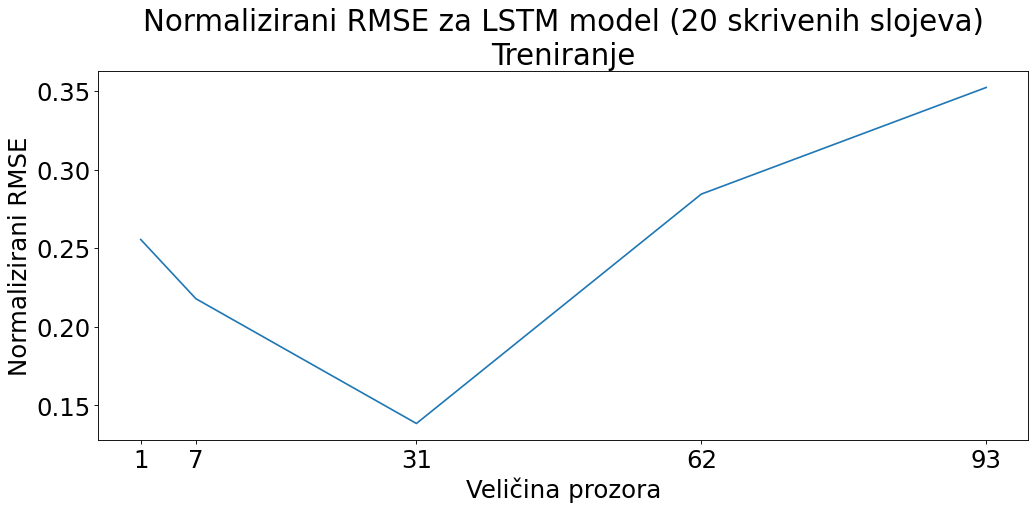 Normalizirani RMSE za LSTM model (20 skrivenih slojeva)
Treniranje
Normalizirani RMSE
0.35
0.30
0.25
0.20
0.15
1 7 31 62 93
Veličina prozora